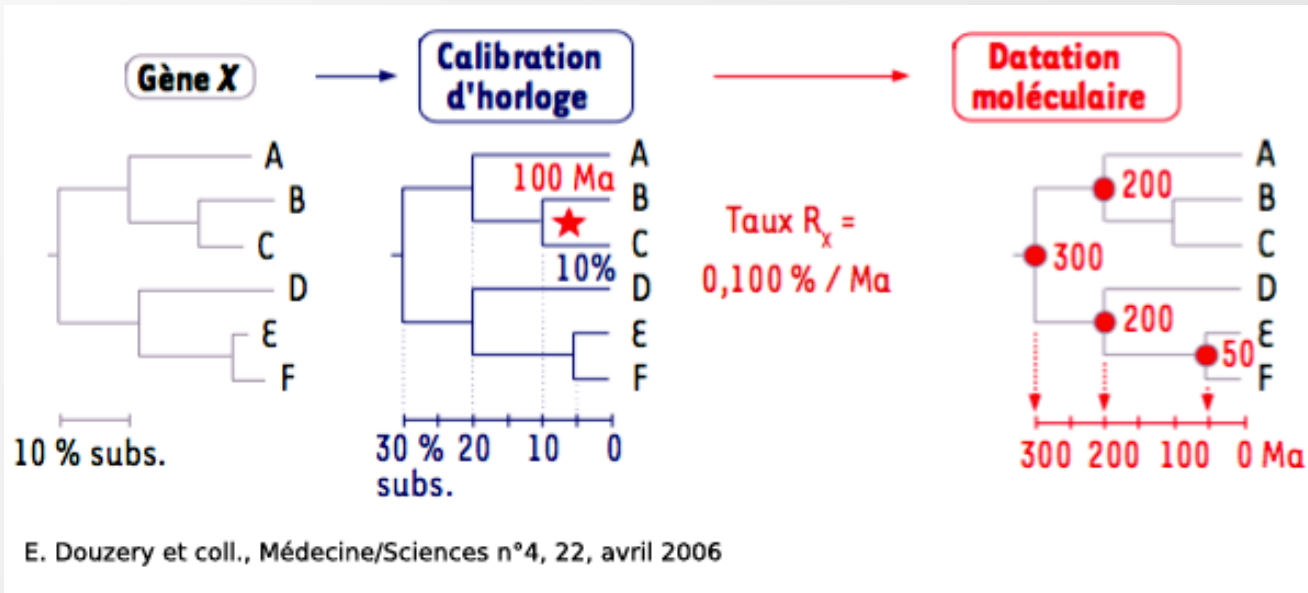 Gène X
Calibration
d'horloge
Datation
moléculaire
A
B
C
D
E
F
10 % subs.
100 Ma
10%
A
B
C
D
E
F
30 % 20 10 0
subs.
Taux Rx =
0,100 % / Ma
200
300
200
50
A
B
C
D
E
F
300 200 100 0 Ma
E. Douzery et coll., Médecine/Sciences n°4, 22, avril 2006